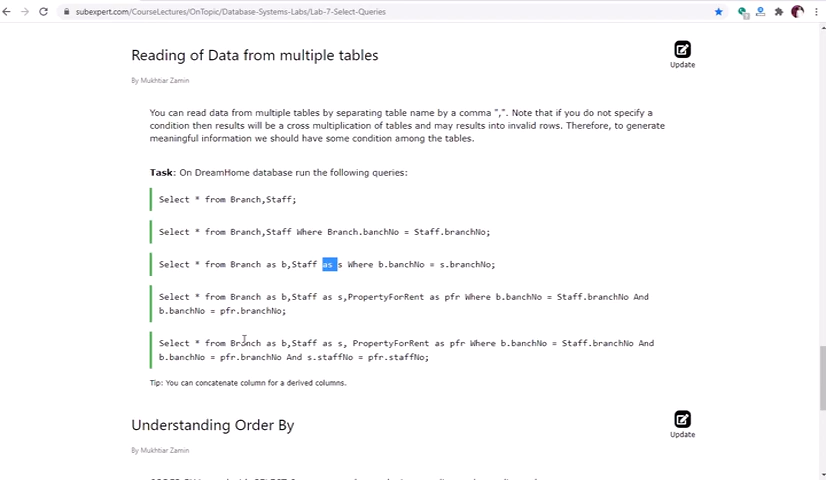 subexpert.com/CourseLectures/OnTopic/Database-Systems-Labs/Lab-7-Select-Queries
Reading of Data from multiple tables
Update
By Mukhtiar Zamin
You can read data from multiple tables by separating table name by a comma ",". Note that if you do not specify a
condition then results will be a cross multiplication of tables and may results into invalid rows. Therefore, to generate
meaningful information we should have some condition among the tables.
Task: On DreamHome database run the following queries:
Select * from Branch,Staff;
Select * from Branch,Staff Where Branch.banchNo = Staff.branchNo;
Select * from Branch as b,Staff as s Where b.banchNo = s.branchNo;
Select * from Branch as b,Staff as s,PropertyForRent as pfr Where b.banchNo = Staff.branchNo And
b.banchNo = pfr.branchNo;
Select * from Branch as b,Staff as s, PropertyForRent as pfr Where b.banchNo = Staff.branchNo And
b.banchNo = pfr.branchNo And s.staffNo = pfr.staffNo;
Tip: You can concatenate column for a derived columns.
Understanding Order By
Update
By Mukhtiar Zamin